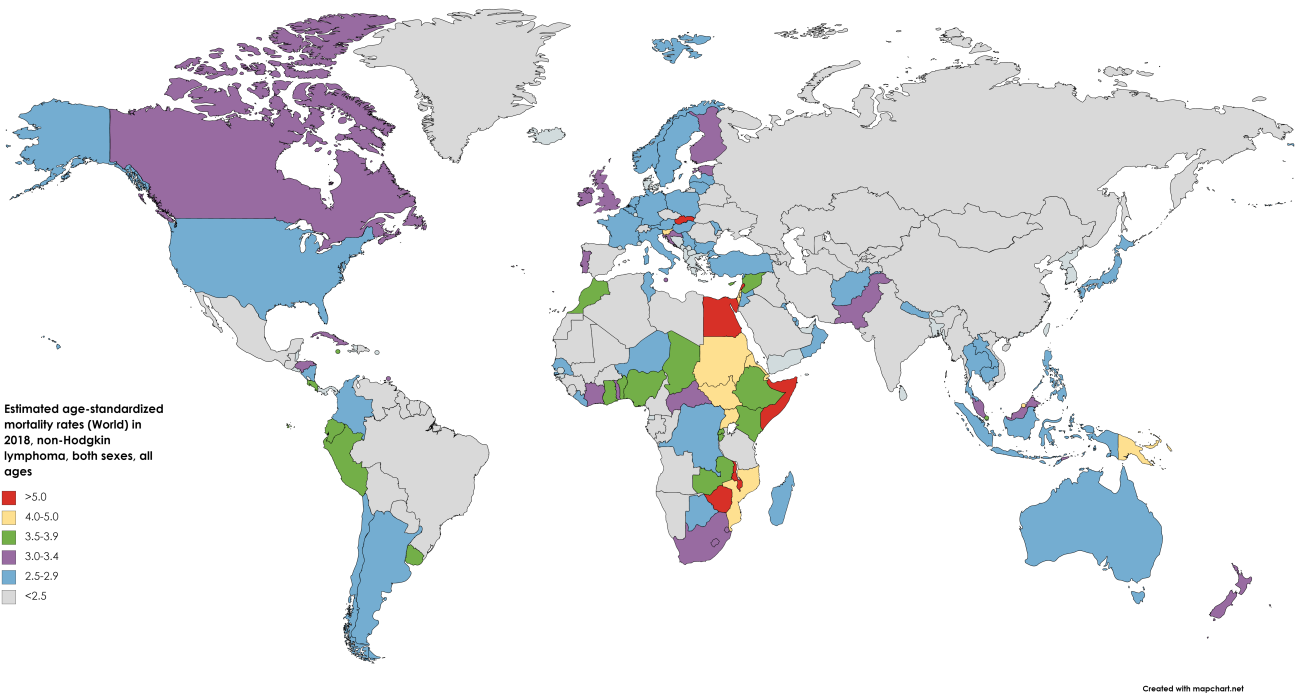 Estimated age-standardized
mortality rates (World) in
2018, non-Hodgkin
lymphoma, both sexes, all
ages
>5.0
4.0-5.0
3.5-3.9
3.0-3.4
2.5-2.9
<2.5
Created with mapchart.net